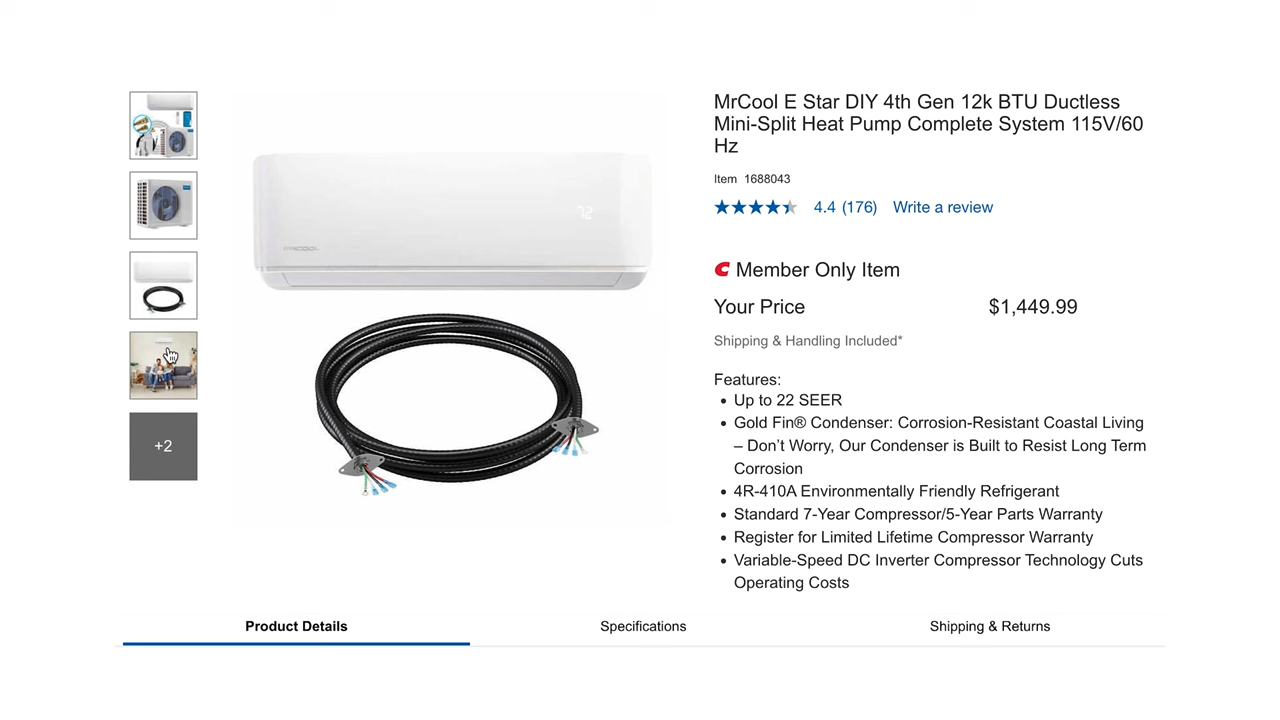 MrCool E Star DIY 4th Gen 12k BTU Ductless
Mini-Split Heat Pump Complete System 115V/60
Hz
Item 1688043
4.4 (176) Write a review
72
MRCOOL
Member Only Item
Your Price $1,449.99
Shipping & Handling Included*
Features:
Up to 22 SEER
Gold Fin® Condenser: Corrosion-Resistant Coastal Living
– Don’t Worry, Our Condenser is Built to Resist Long Term
Corrosion
4R-410A Environmentally Friendly Refrigerant
Standard 7-Year Compressor/5-Year Parts Warranty
Register for Limited Lifetime Compressor Warranty
Variable-Speed DC Inverter Compressor Technology Cuts
Operating Costs
+2
Product Details Specifications Shipping & Returns